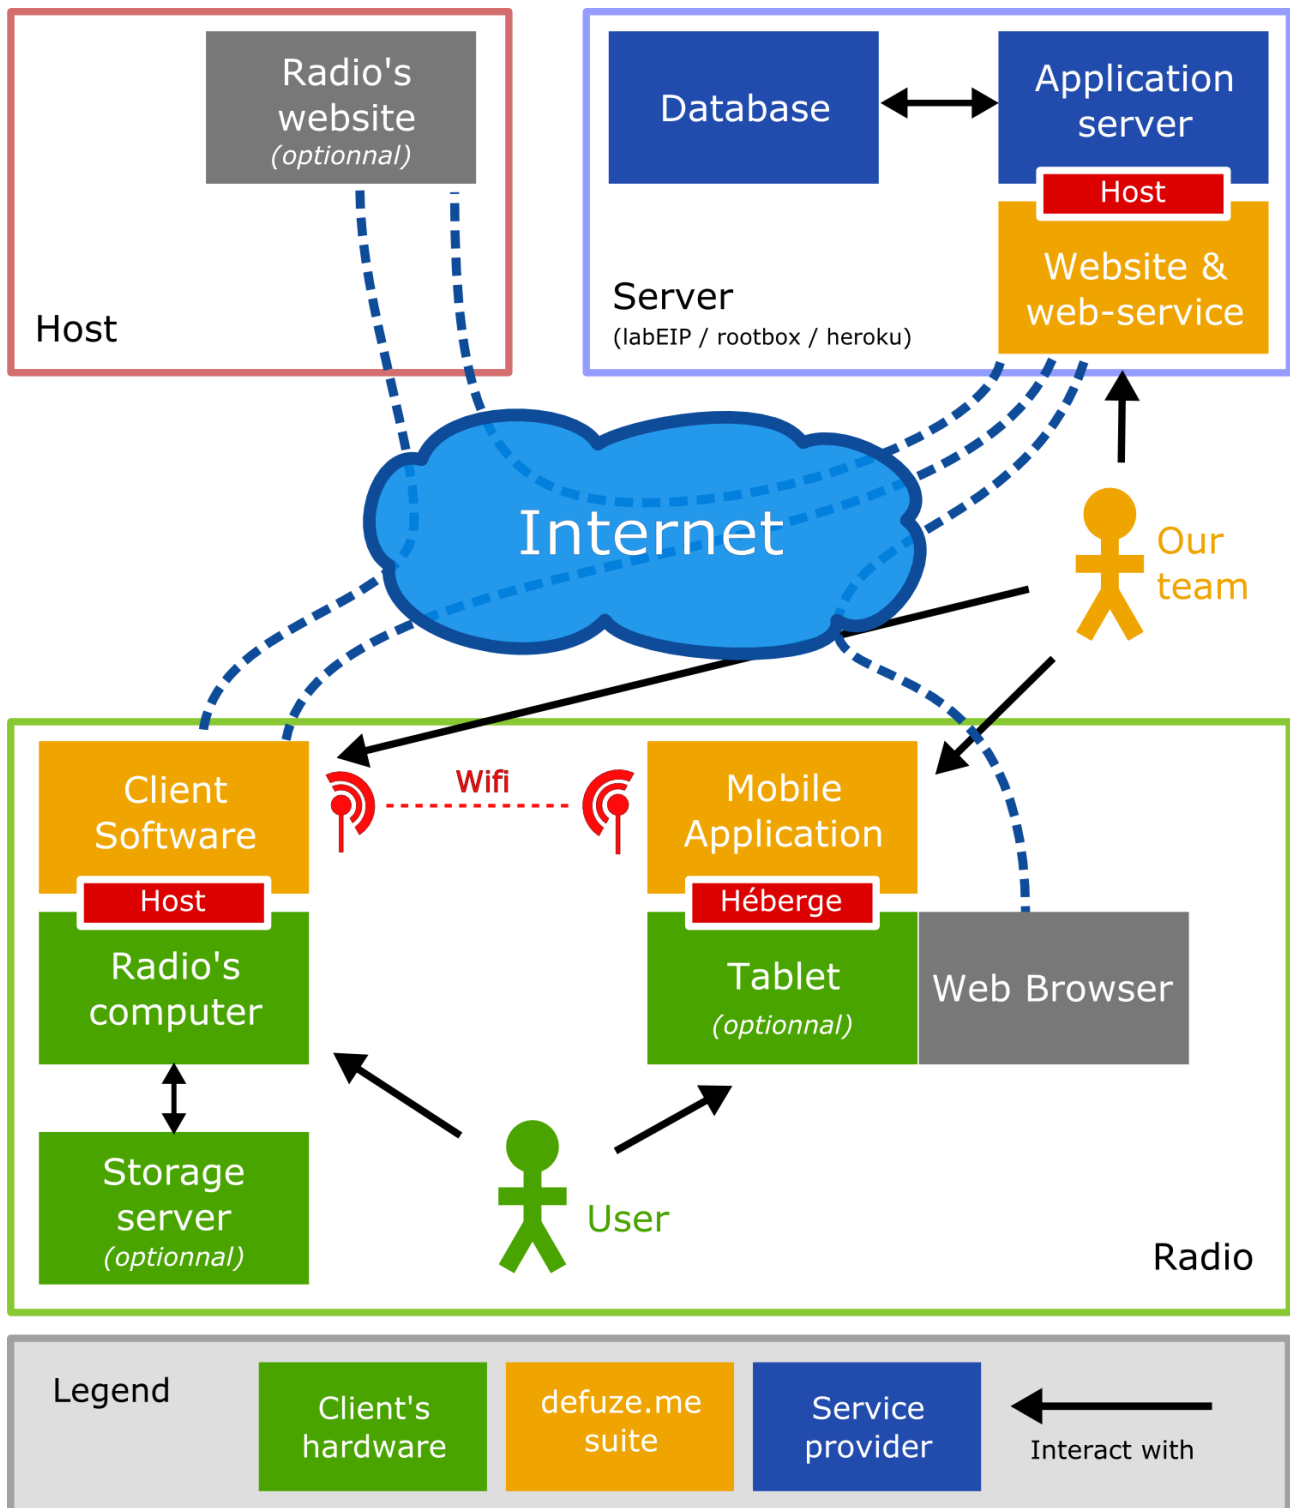 Radio's
website
(optionnal)
Host
Database
Application
server
Host
Website &
web-service
Server
(labEIP / rootbox / heroku)
Internet
Our
team
Client
Software
Wifi
Mobile
Application
Host
Héberge
Radio's
computer
Tablet
(optionnal)
Web Browser
Storage
server
(optionnal)
User
Radio
Legend
Client's
hardware
defuze.me
suite
Service
provider
Interact with